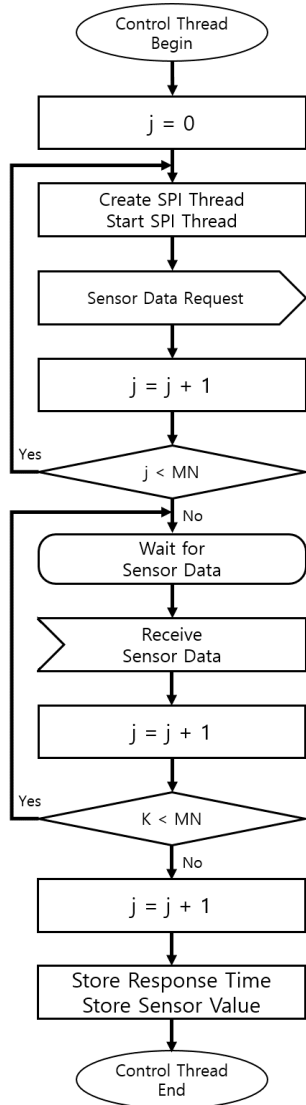 Control Thread
Begin
j = 0
Create SPI Thread
Start SPI Thread
Sensor Data Request
j = j + 1
Yes
j < MN
No
Wait for
Sensor Data
Receive
Sensor Data
j = j + 1
Yes
K < MN
No
j = j + 1
Store Response Time
Store Sensor Value
Control Thread
End